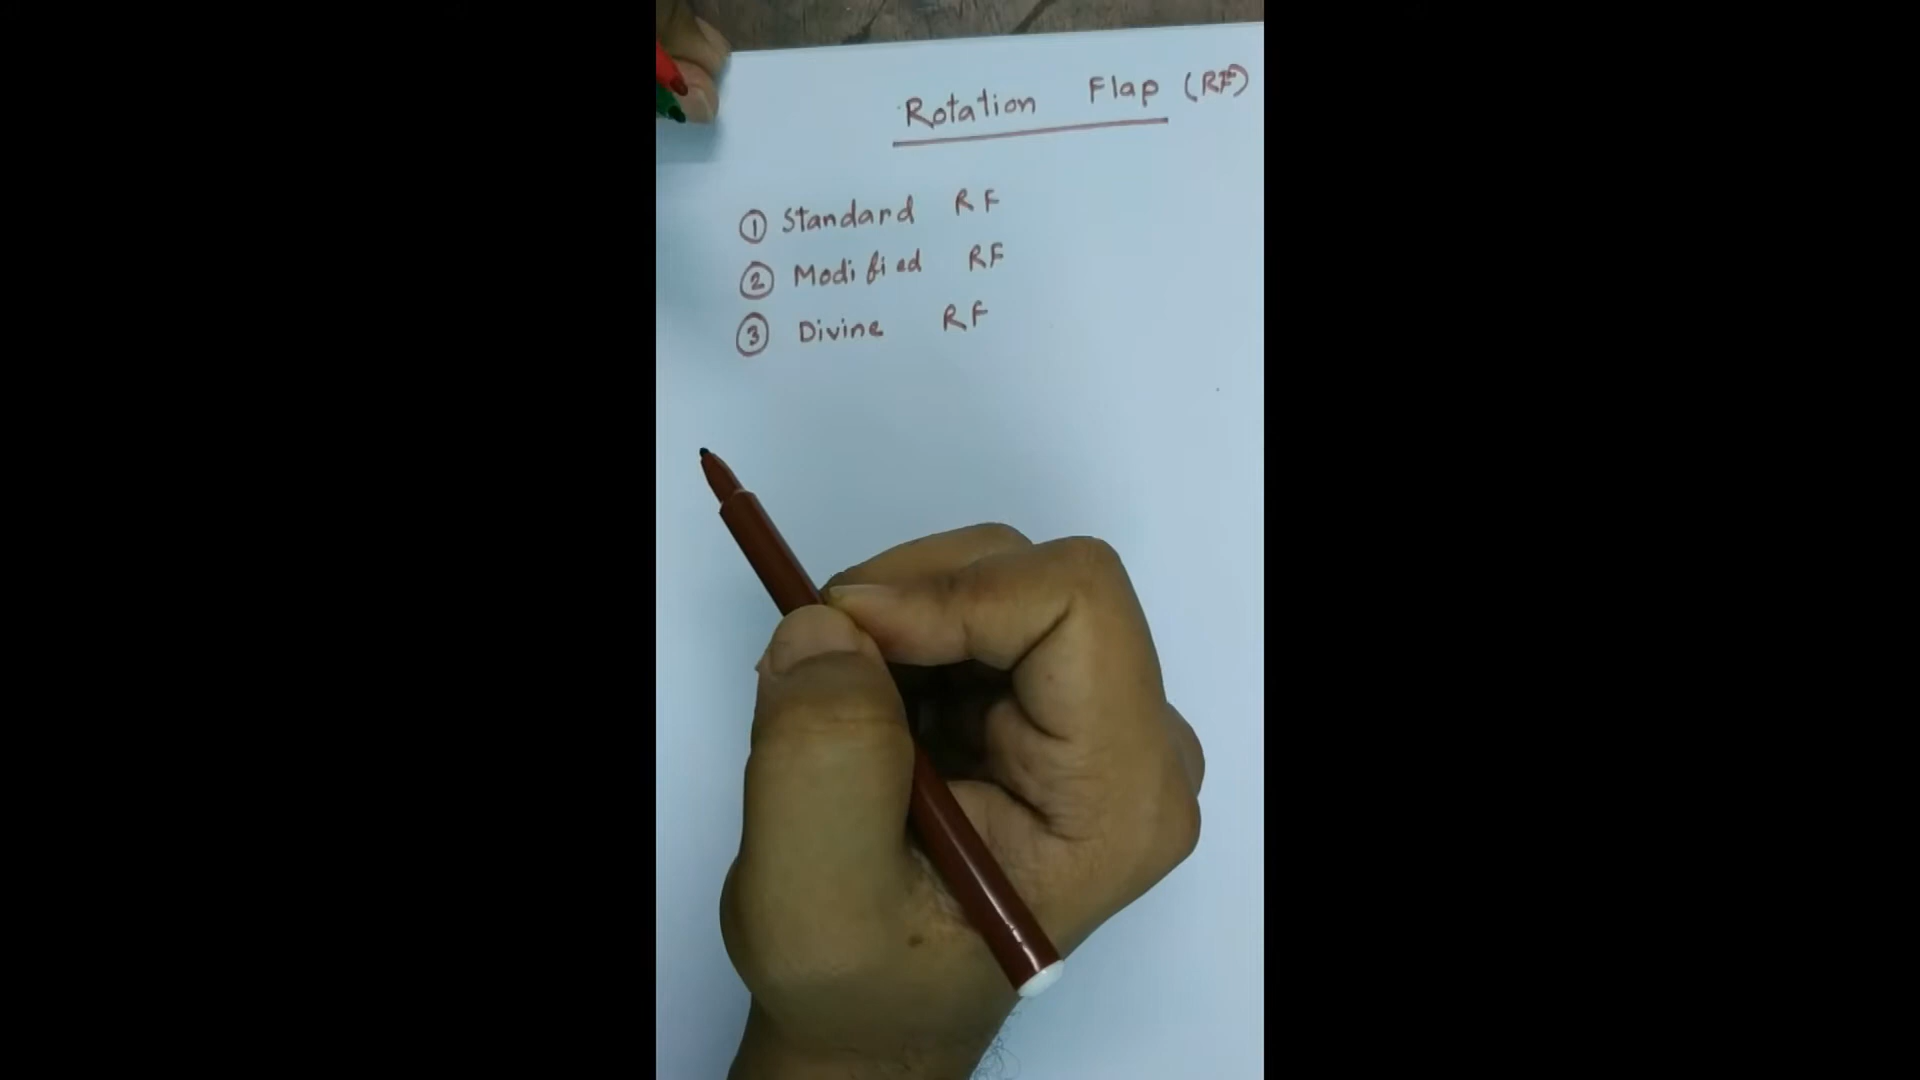 Rotation Flap (RF)
① Standard RF
② Modified RF
③ Divine RF